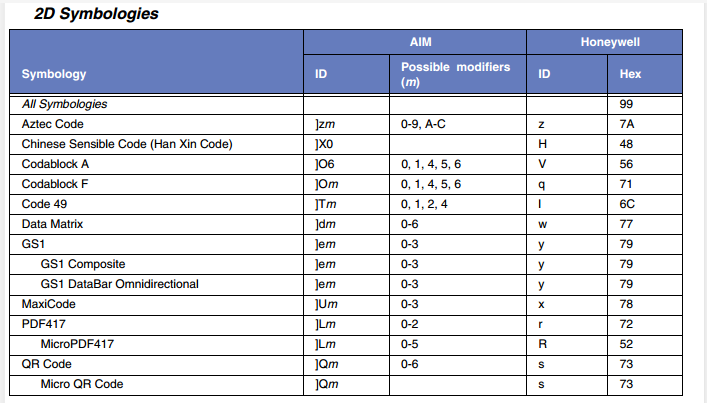 2D Symbologies
AIM Honeywell
Symbology ID Possible modifiers (m) ID Hex
All Symbologies 99
Aztec Code ]zm 0-9, A-C z 7A
Chinese Sensible Code (Han Xin Code) ]X0 H 48
Codablock A ]O6 0, 1, 4, 5, 6 V 56
Codablock F ]Om 0, 1, 4, 5, 6 q 71
Code 49 ]Tm 0, 1, 2, 4 l 6C
Data Matrix ]dm 0-6 w 77
GS1 ]em 0-3 y 79
GS1 Composite ]em 0-3 y 79
GS1 DataBar Omnidirectional ]em 0-3 y 79
MaxiCode ]Um 0-3 x 78
PDF417 ]Lm 0-2 r 72
MicroPDF417 ]Lm 0-5 R 52
QR Code ]Qm 0-6 s 73
Micro QR Code ]Qm s 73